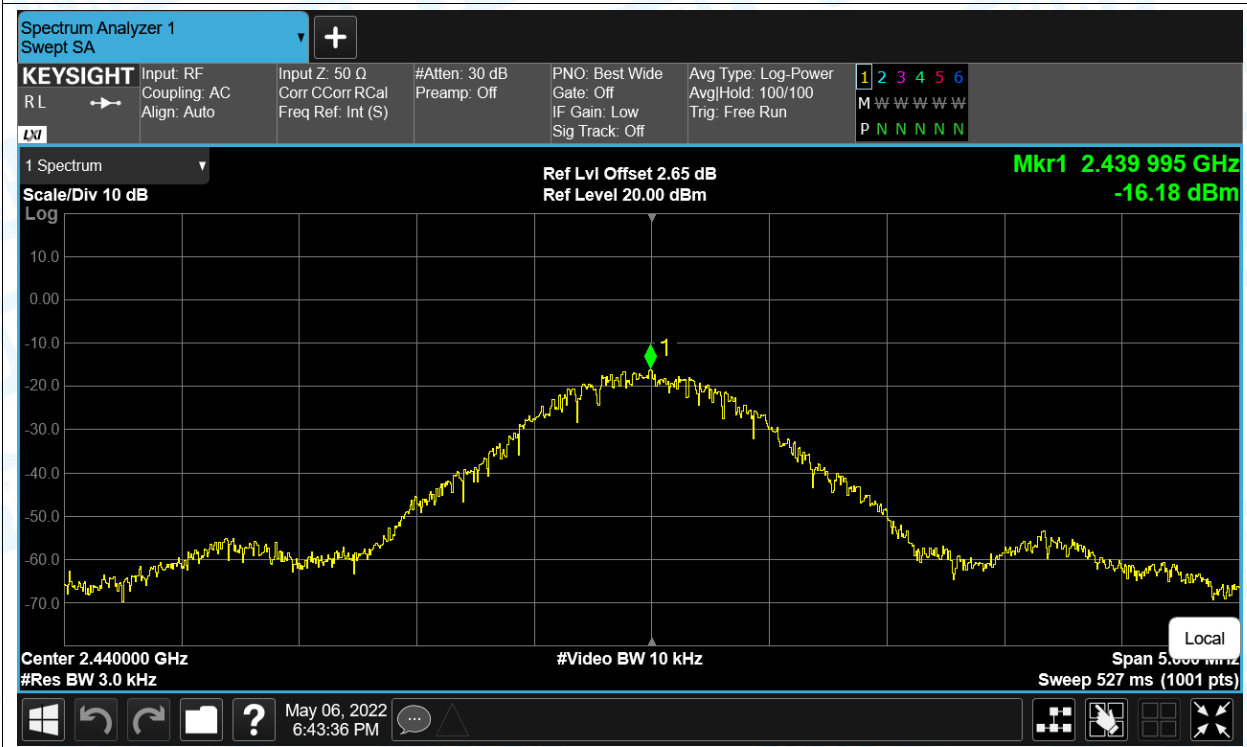 Spectrum Analyzer 1
Swept SA
▼
+
KEYSIGHT
R L
LXI
Input: RF
Coupling: AC
Align: Auto
Input Z: 50 Ω
Corr CCorr RCal
Freq Ref: Int (S)
#Atten: 30 dB
Preamp: Off
PNO: Best Wide
Gate: Off
IF Gain: Low
Sig Track: Off
Avg Type: Log-Power
Avg|Hold: 100/100
Trig: Free Run
1 2 3 4 5 6
M W W W W W W
P N N N N N N
1 Spectrum ▼
Scale/Div 10 dB
Log
Ref Lvl Offset 2.65 dB
Ref Level 20.00 dBm
Mkr1 2.439 995 GHz
-16.18 dBm
10.0
0.00
-10.0
1
-20.0
-30.0
-40.0
-50.0
-60.0
-70.0
Local
Center 2.440000 GHz
#Video BW 10 kHz
Span
#Res BW 3.0 kHz
Sweep 527 ms (1001 pts)
?
May 06, 2022
6:43:36 PM